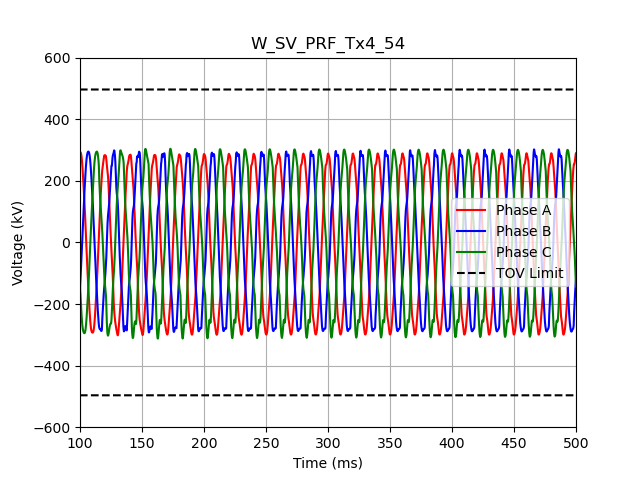 W_SV_PRF_Tx4_54
Voltage (kV)
600
400
200
0
−200
−400
−600
Phase A
Phase B
Phase C
TOV Limit
100 150 200 250 300 350 400 450 500
Time (ms)